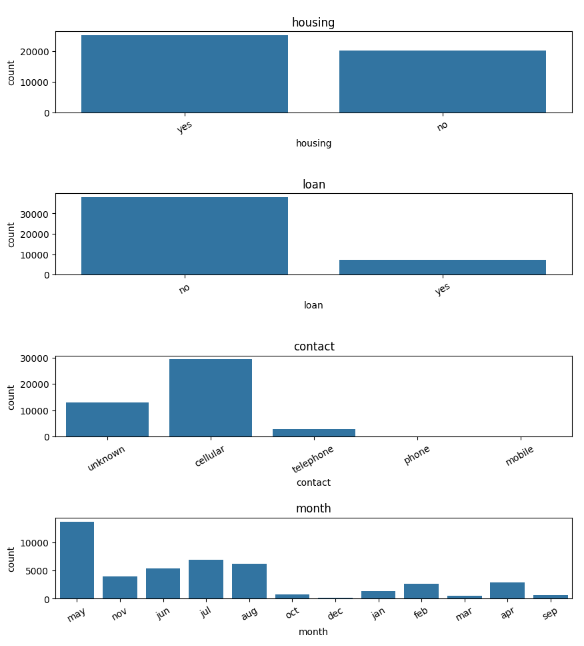 housing
20000
10000
0
count
yes no
housing
loan
30000
20000
10000
0
count
no yes
loan
contact
30000
20000
10000
0
count
unknown cellular telephone phone mobile
contact
month
10000
5000
0
count
may nov jun jul aug oct dec jan feb mar apr sep
month